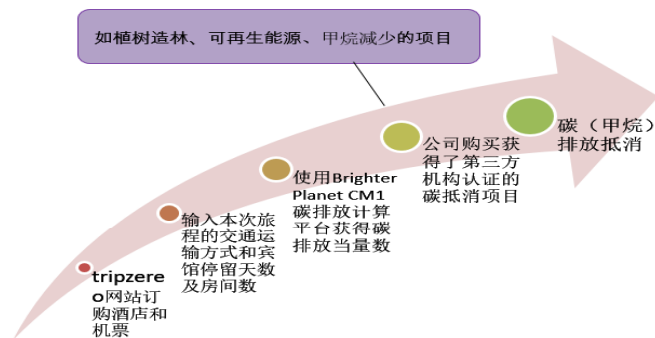 如植树造林、可再生能源、甲烷减少的项目
碳（甲烷）
排放抵消
公司购买获
得了第三方
机构认证的
碳抵消项目
使用Brighter
Planet CM1
碳排放计算
平台获得碳
排放当量数
输入本次旅
程的交通运
输方式和宾
馆停留天数
及房间数
tripzere
o网站订
购酒店和
机票